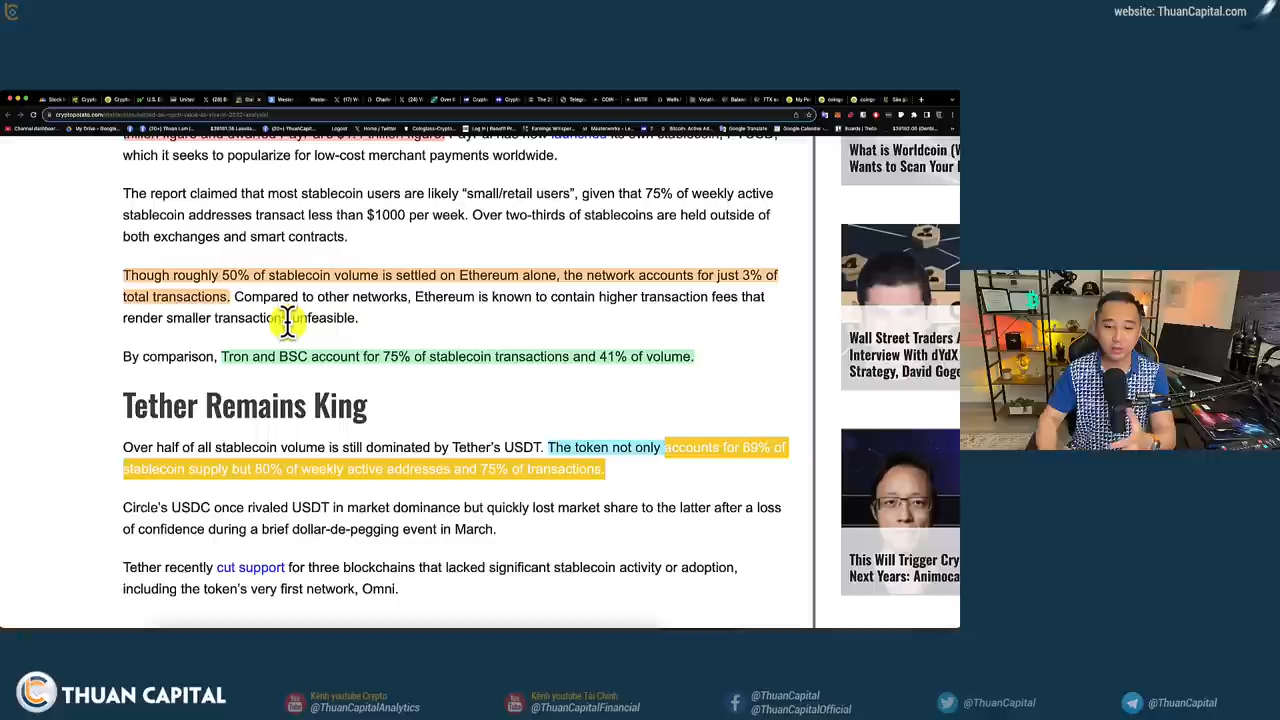 website: ThuanCapital.com
which it seeks to popularize for low-cost merchant payments worldwide.
The report claimed that most stablecoin users are likely “small/retail users”, given that 75% of weekly active
stablecoin addresses transact less than $1000 per week. Over two-thirds of stablecoins are held outside of
both exchanges and smart contracts.
Though roughly 50% of stablecoin volume is settled on Ethereum alone, the network accounts for just 3% of
total transactions. Compared to other networks, Ethereum is known to contain higher transaction fees that
render smaller transactions unfeasible.
By comparison, Tron and BSC account for 75% of stablecoin transactions and 41% of volume.
Tether Remains King
Over half of all stablecoin volume is still dominated by Tether’s USDT. The token not only accounts for 69% of
stablecoin supply but 80% of weekly active addresses and 75% of transactions.
Circle’s USDC once rivaled USDT in market dominance but quickly lost market share to the latter after a loss
of confidence during a brief dollar-de-pegging event in March.
Tether recently cut support for three blockchains that lacked significant stablecoin activity or adoption,
including the token’s very first network, Omni.
What is Worldcoin (W
Wants to Scan Your
Wall Street Traders
Interview With dYdX
Strategy, David Gog
This Will Trigger Cry
Next Years: Animoca
THUAN CAPITAL
Kênh youtube Crypto
@ThuanCapitalAnalytics
Kênh youtube Tài Chính
@ThuanCapitalFinancial
@ThuanCapital
@ThuanCapitalOfficial
@ThuanCapital
@ThuanCapital